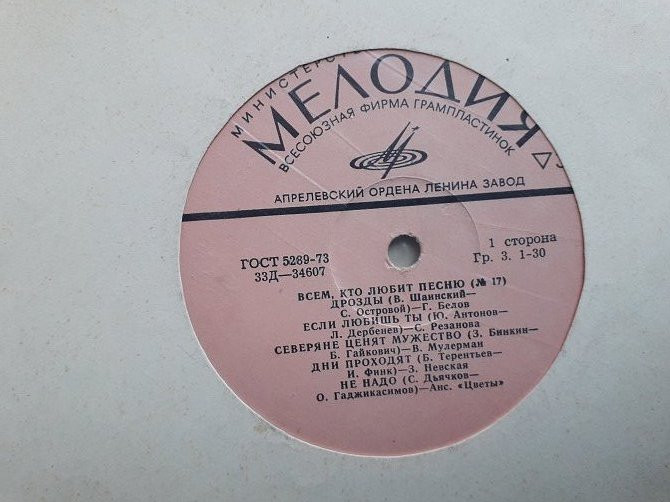 МЕЛОДИЯ
ВСЕСОЮЗНАЯ ФИРМА ГРАМПЛАСТИНОК
АПРЕЛЕВСКИЙ ОРДЕНА ЛЕНИНА ЗАВОД
ГОСТ 5289-73
33Д—34607
1 сторона
Гр. 3. 1-30
ВСЕМ, КТО ЛЮБИТ ПЕСНЮ (№ 17)
ДРОЗДЫ (В. Шаинский—
С. Островой)—Г. Белов
ЕСЛИ ЛЮБИШЬ ТЫ (Ю. Антонов—
Л. Дербенев)—С. Резанова
СЕВЕРЯНЕ ЦЕНЯТ МУЖЕСТВО (З. Бинкин—
Б. Гайкович)—В. Мулерман
ДНИ ПРОХОДЯТ (Б. Терентьев—
И. Финк)—З. Невская
НЕ НАДО (С. Дьячков—
О. Гаджикасимов)—Анс. «Цветы»